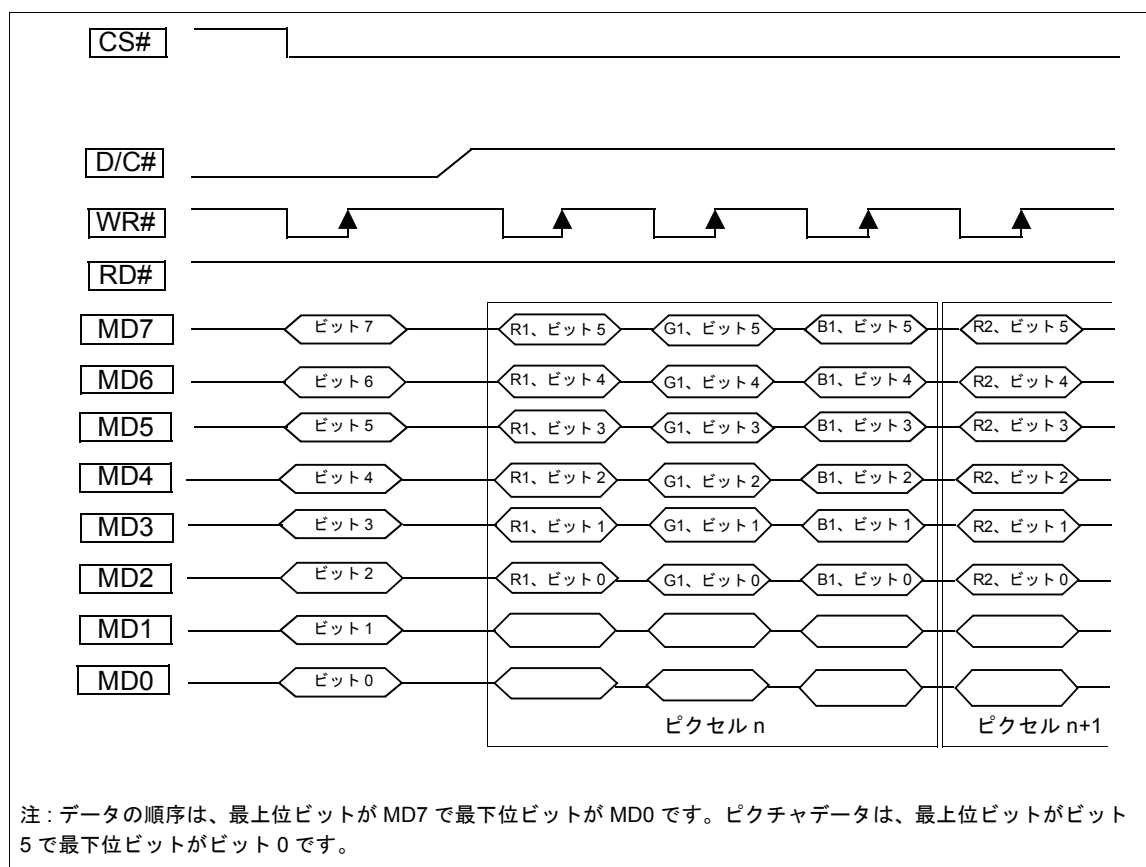 CS#
D/C#
WR#
RD#
MD7 ビット 7 R1、ビット 5 G1、ビット 5 B1、ビット 5 R2、ビット 5
MD6 ビット 6 R1、ビット 4 G1、ビット 4 B1、ビット 4 R2、ビット 4
MD5 ビット 5 R1、ビット 3 G1、ビット 3 B1、ビット 3 R2、ビット 3
MD4 ビット 4 R1、ビット 2 G1、ビット 2 B1、ビット 2 R2、ビット 2
MD3 ビット 3 R1、ビット 1 G1、ビット 1 B1、ビット 1 R2、ビット 1
MD2 ビット 2 R1、ビット 0 G1、ビット 0 B1、ビット 0 R2、ビット 0
MD1 ビット 1
MD0 ビット 0
ピクセル n ピクセル n+1
注 : データの順序は、最上位ビットが MD7 で最下位ビットが MD0 です。ピクチャデータは、最上位ビットがビット
5 で最下位ビットがビット 0 です。